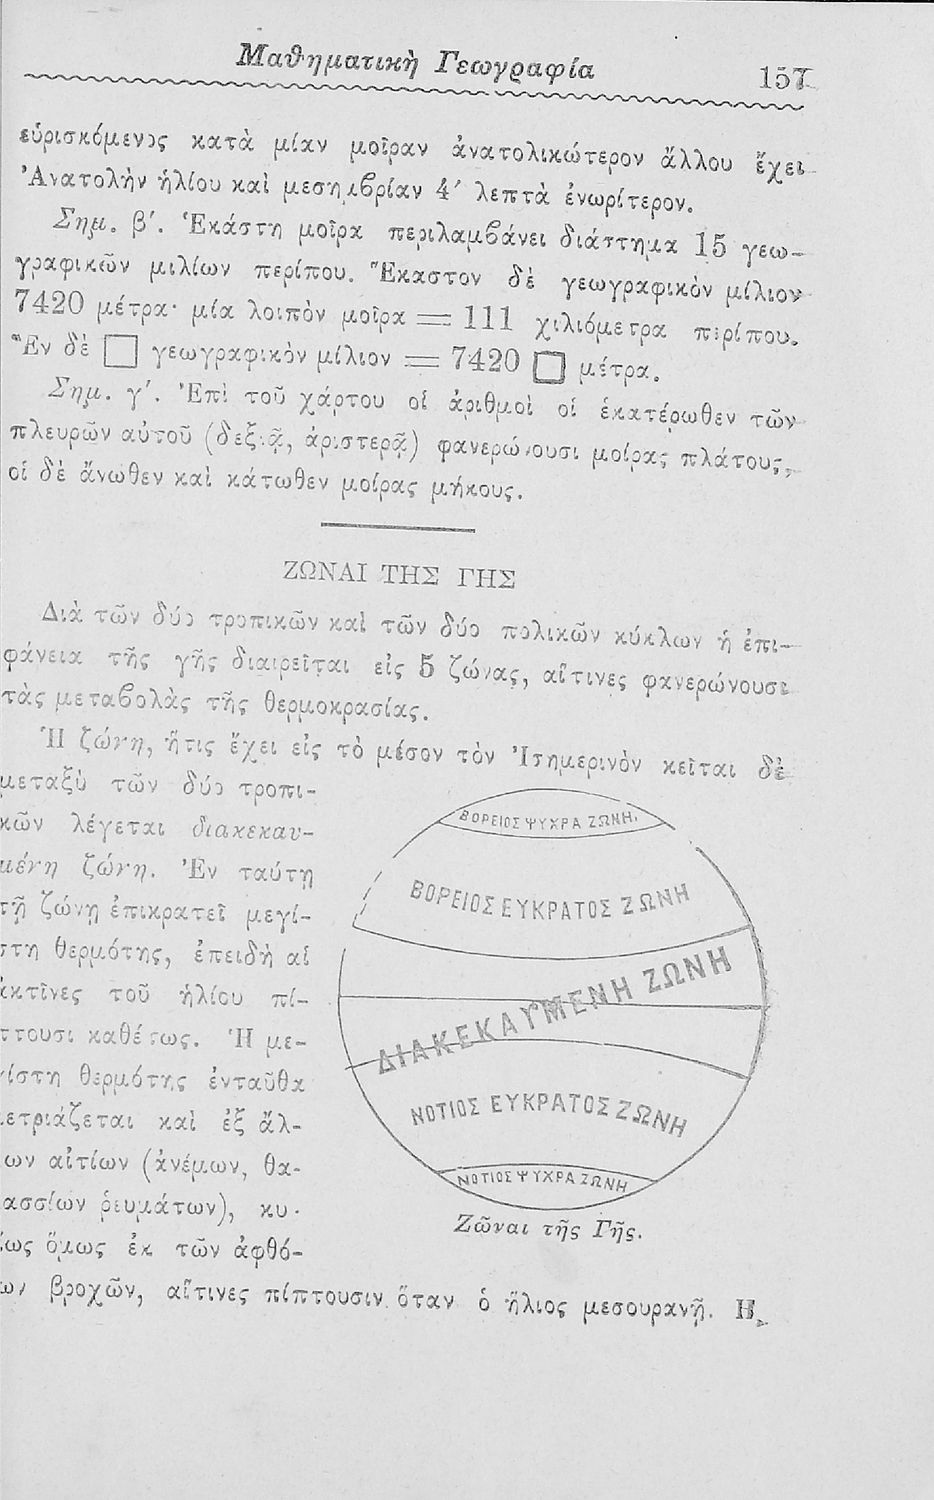 Μαθηματικὴ Γεωγραφία 157
εὑρισκόμενος κατὰ μίαν μοῖραν ἀνατολικώτερον ἄλλου ἔχει
Ἀνατολὴν ἡλίου καὶ μεσημβρίαν 4′ λεπτὰ ἐνωρίτερον.
Σημ. β′. Ἑκάστη μοῖρα περιλαμβάνει διάστημα 15 γεω-
γραφικῶν μιλίων περίπου. Ἕκαστον δὲ γεωγραφικὸν μίλιον
7420 μέτρα· μία λοιπὸν μοῖρα = 111 χιλιόμετρα περίπου.
Ἓν δὲ □ γεωγραφικὸν μίλιον = 7420 □ μέτρα.
Σημ. γ′. Ἐπὶ τοῦ χάρτου οἱ ἀριθμοὶ οἱ ἑκατέρωθεν τῶν
πλευρῶν αὐτοῦ (δεξιᾷ, ἀριστερᾷ) φανερώνουσι μοίρας πλάτους,
οἱ δὲ ἄνωθεν καὶ κάτωθεν μοίρας μήκους.
ΖΩΝΑΙ ΤΗΣ ΓΗΣ
Διὰ τῶν δύο τροπικῶν καὶ τῶν δύο πολικῶν κύκλων ἡ ἐπι-
φάνεια τῆς γῆς διαιρεῖται εἰς 5 ζώνας, αἵτινες φανερώνουσι
τὰς μεταβολὰς τῆς θερμοκρασίας.
Ἡ ζώνη, ἥτις ἔχει εἰς τὸ μέσον τὸν Ἰσημερινὸν κεῖται δὲ
μεταξὺ τῶν δύο τροπι-
κῶν λέγεται διακεκαυ-
μένη ζώνη. Ἐν ταύτῃ
τῇ ζώνῃ ἐπικρατεῖ μεγί-
στη θερμότης, ἐπειδὴ αἱ
ἀκτῖνες τοῦ ἡλίου πί-
πτουσι καθέτως. Ἡ με-
γίστη θερμότης ἐνταῦθα
μετριάζεται καὶ ἐξ ἄλ-
λων αἰτίων (ἀνέμων, θα-
λασσίων ῥευμάτων), κυ-
ρίως ὅμως ἐκ τῶν ἀφθό-
νων βροχῶν, αἵτινες πίπτουσιν ὅταν ὁ ἥλιος μεσουρανῇ. Η
ΒΟΡΕΙΟΣ ΨΥΧΡΑ ΖΩΝΗ.
ΒΟΡΕΙΟΣ ΕΥΚΡΑΤΟΣ ΖΩΝΗ
ΔΙΑΚΕΚΑΥΜΕΝΗ ΖΩΝΗ
ΝΟΤΙΟΣ ΕΥΚΡΑΤΟΣ ΖΩΝΗ
ΝΟΤΙΟΣ ΨΥΧΡΑ ΖΩΝΗ
Ζῶναι τῆς Γῆς.